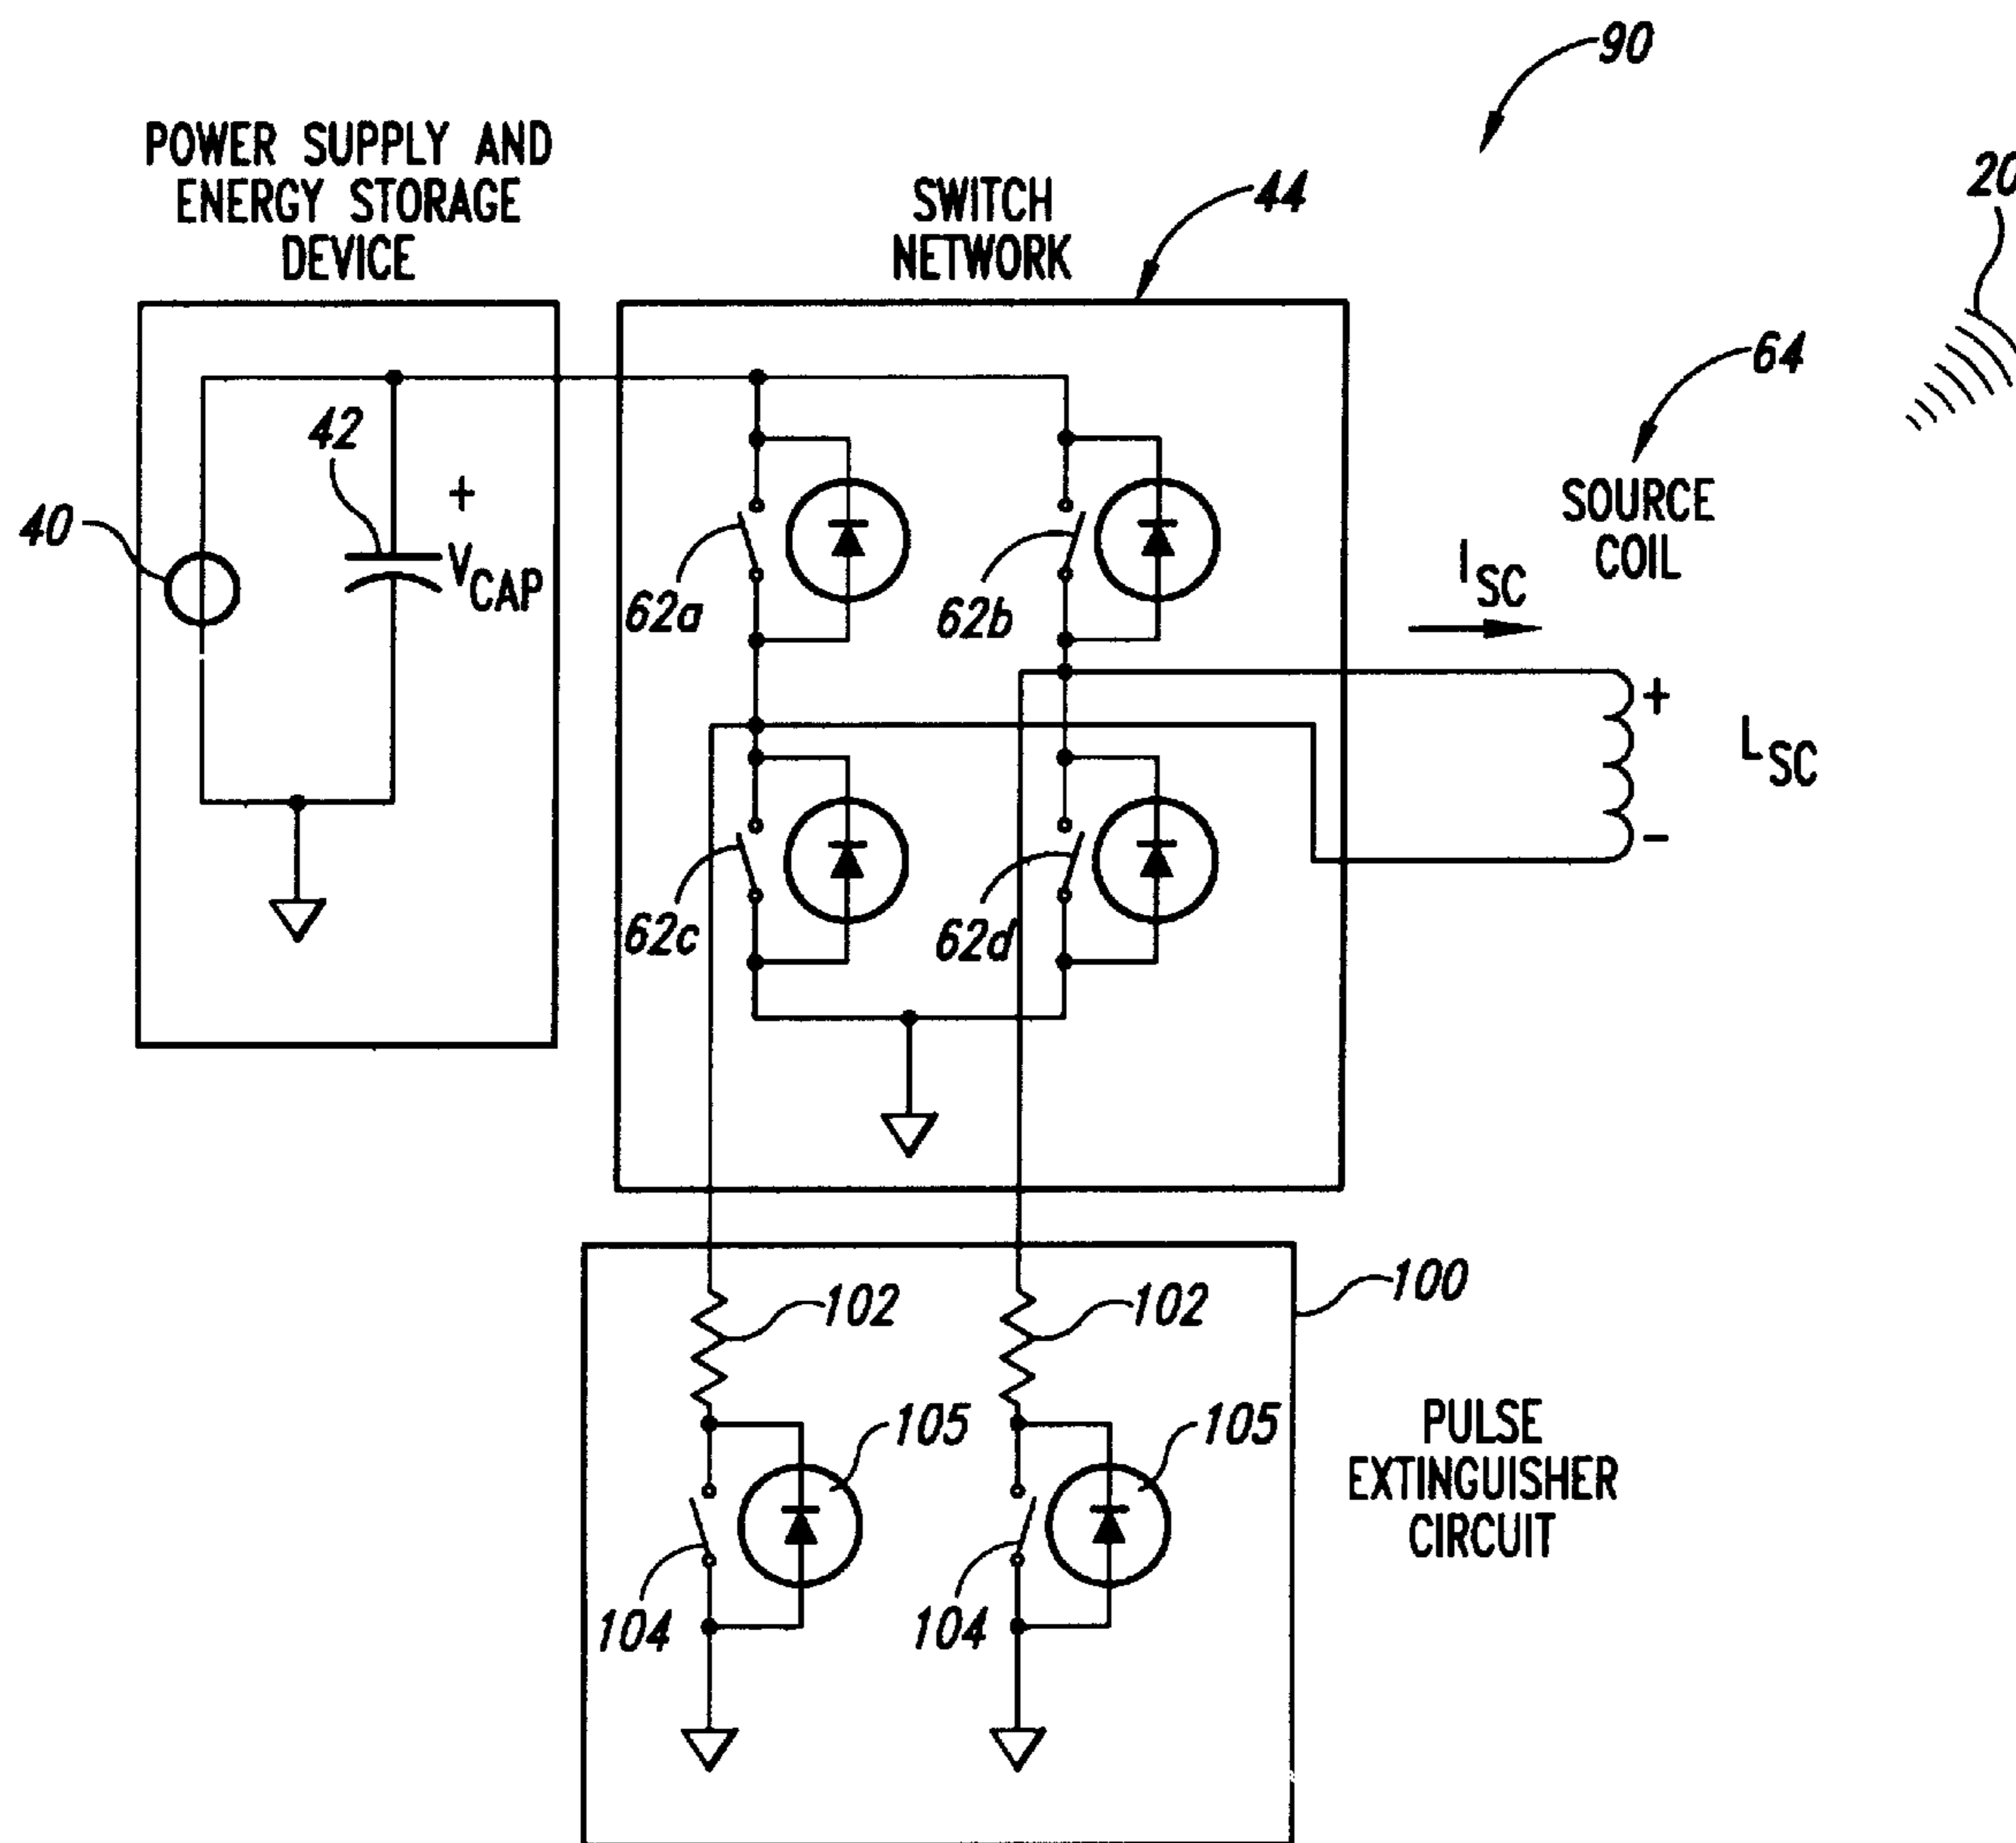 90
POWER SUPPLY AND
ENERGY STORAGE
DEVICE
SWITCH
NETWORK
44
20
64
42
+
40
VCAP
62a
62b
SOURCE
COIL
ISC
+
LSC
-
62c
62d
100
102
102
105
105
PULSE
EXTINGUISHER
CIRCUIT
104
104